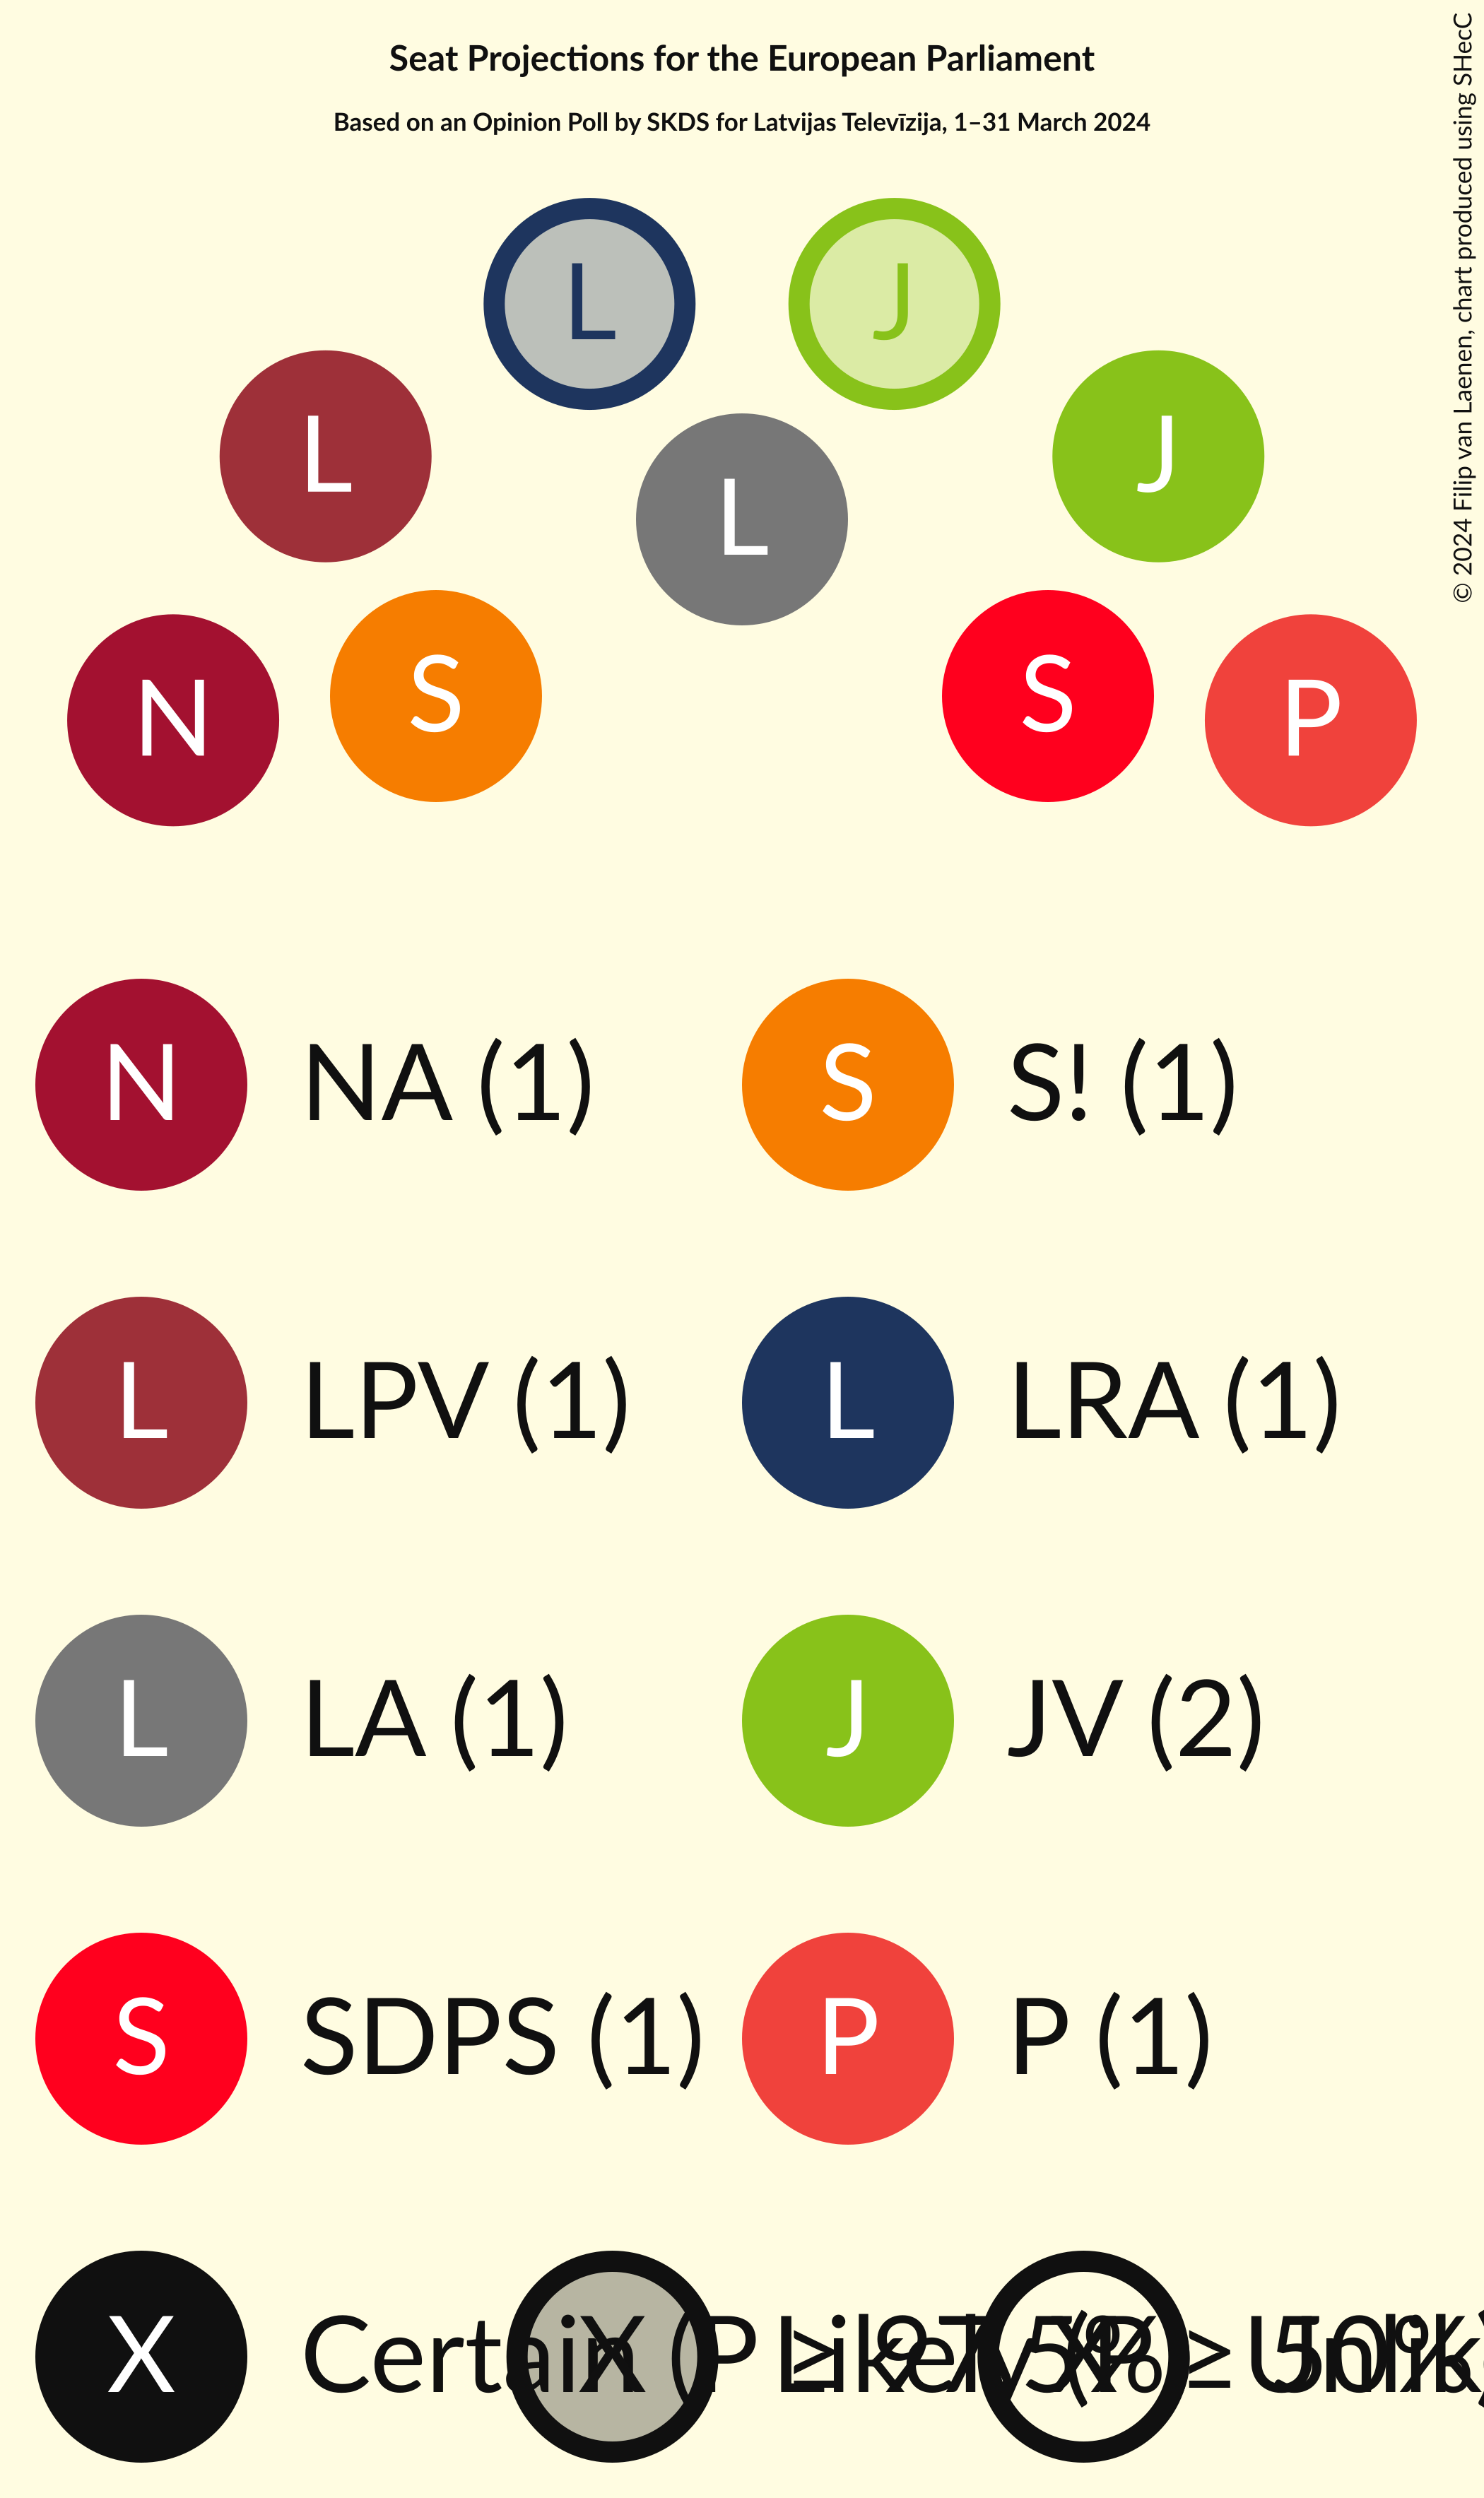 Seat Projections for the European Parliament
Based on an Opinion Poll by SKDS for Latvijas Televīzija, 1–31 March 2024
© 2024 Filip van Laenen, chart produced using SHecC
L
J
L
J
L
N
S
S
P
N NA (1) S S! (1)
L LPV (1) L LRA (1)
L LA (1) J JV (2)
S SDPS (1) P P (1)
X Certain (P ≥ X Likely (P ≥ X